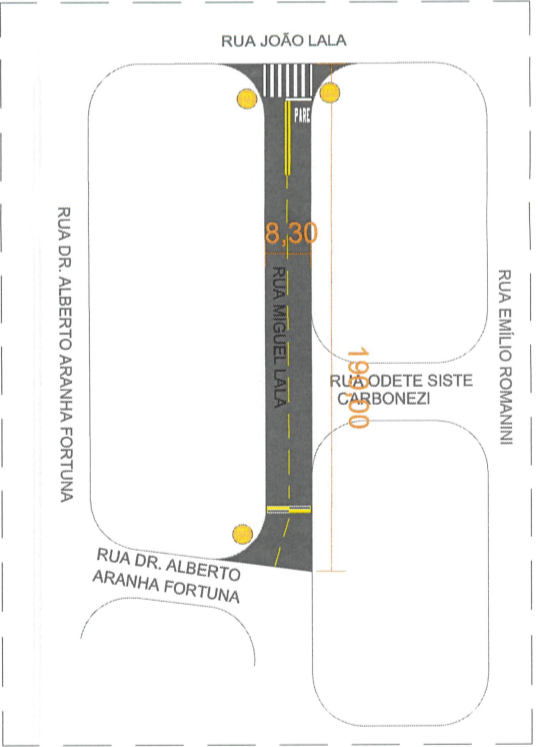 RUA JOÃO LALA
PARE
8,30
RUA DR. ALBERTO ARANHA FORTUNA
RUA MIGUEL LALA
RUA EMÍLIO ROMANINI
RUA ODETE SISTE
CARBONEZI
RUA DR. ALBERTO
ARANHA FORTUNA